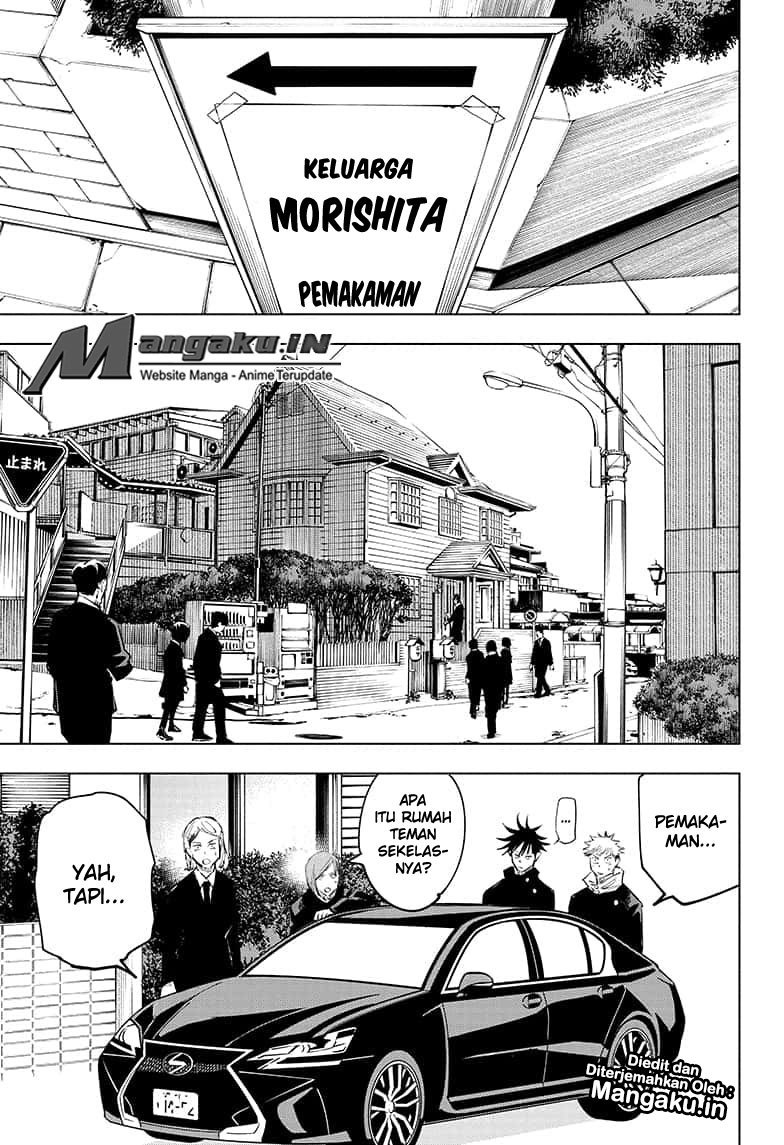 KELUARGA
MORISHITA
PEMAKAMAN
Mangaku.iN
Website Manga - Anime Terupdate
止まれ
PEMAKA-
MAN...
...
APA
ITU RUMAH
TEMAN
SEKELAS-
NYA?
YAH,
TAPI...
Diedit dan
Diterjemahkan Oleh :
Mangaku.in